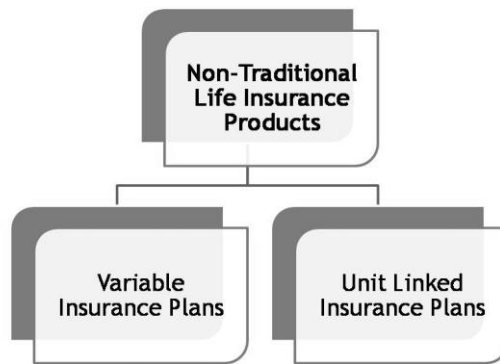 Non-Traditional
Life Insurance
Products
Variable
Insurance Plans
Unit Linked
Insurance Plans